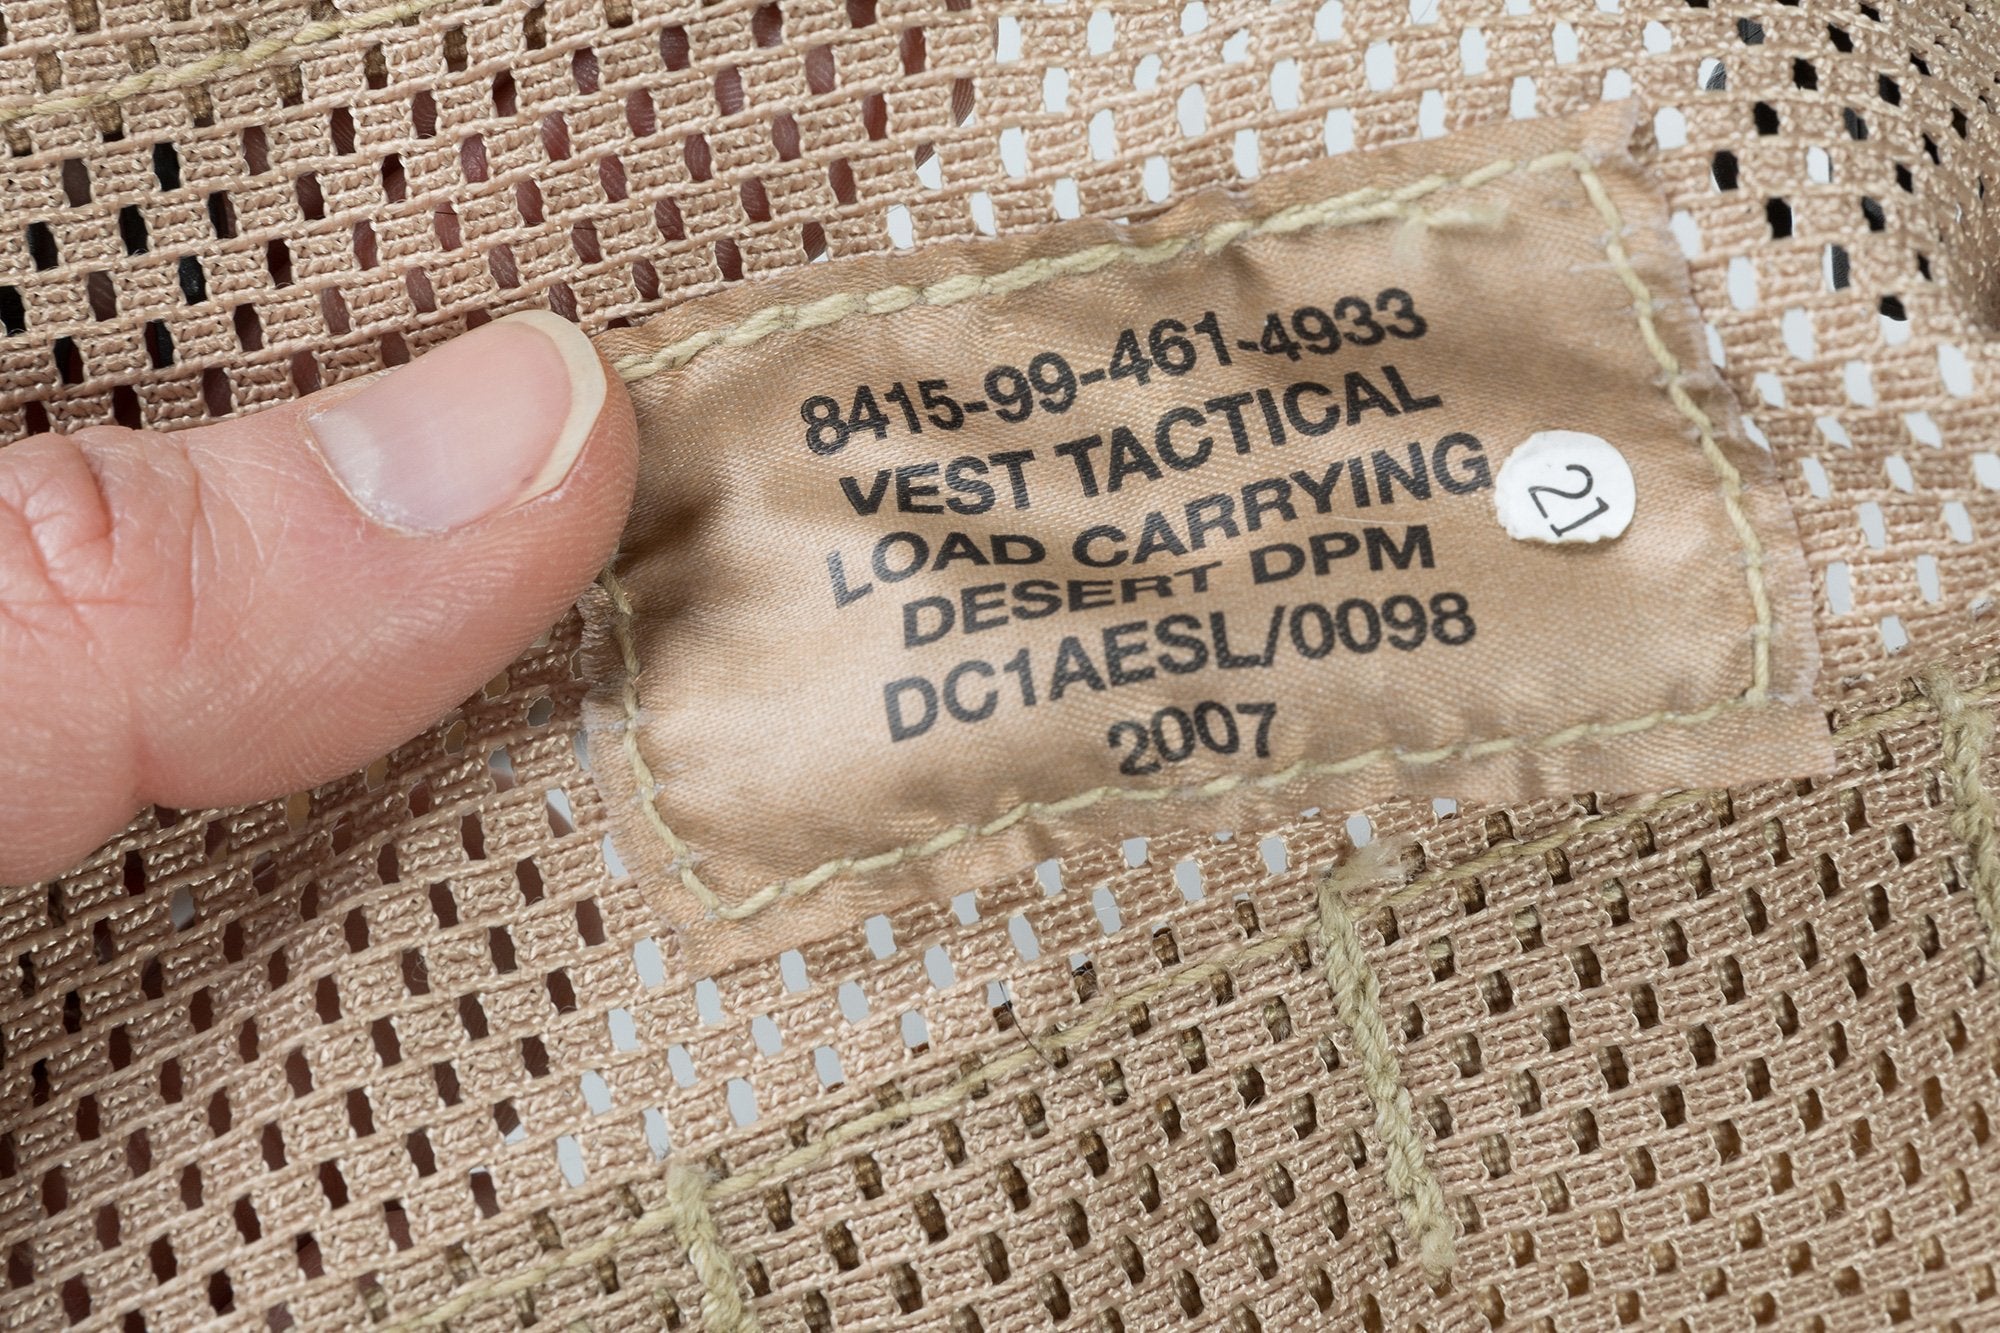 8415-99-461-4933
VEST TACTICAL
LOAD CARRYING
DESERT DPM
DC1AESL/0098
2007
21